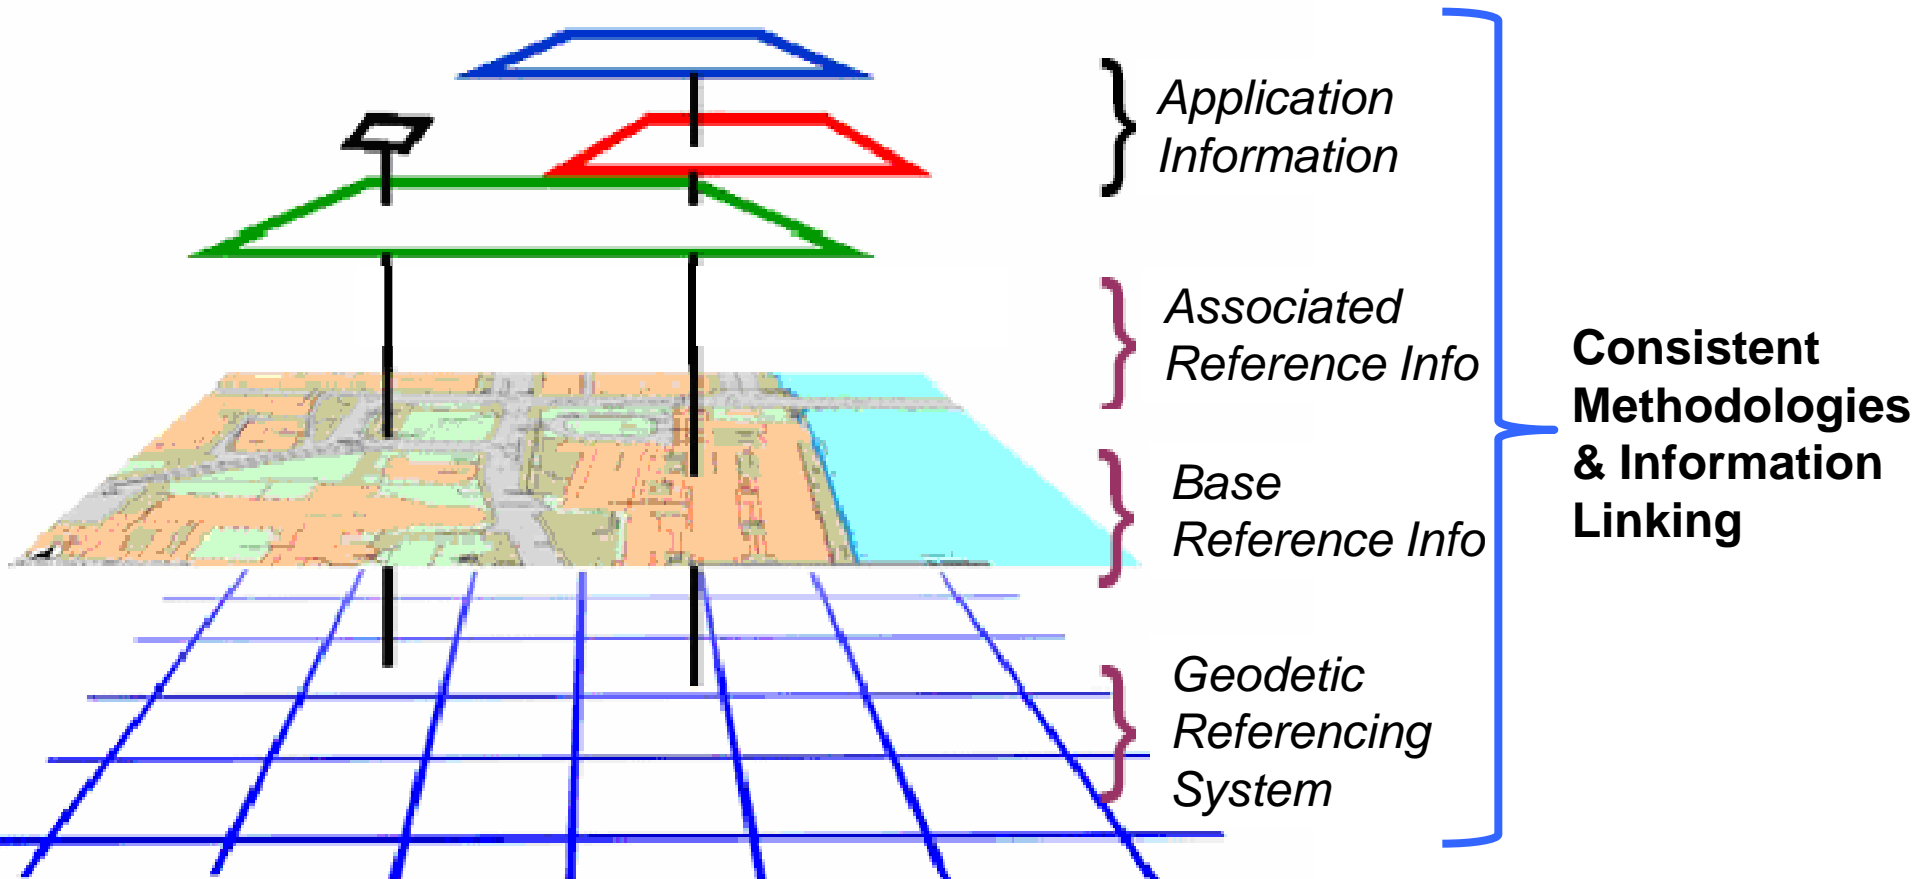 Application
Information
Associated
Reference Info
Base
Reference Info
Geodetic
Referencing
System
Consistent
Methodologies
& Information
Linking